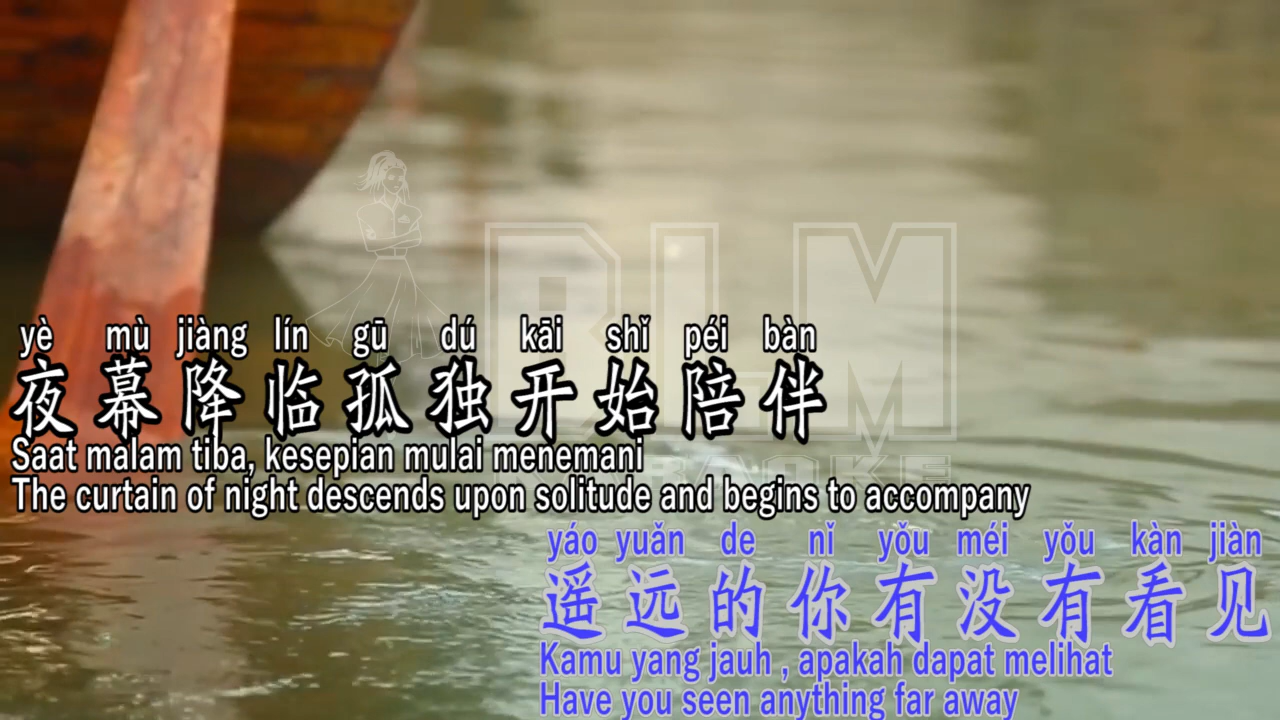 RLM
KARAOKE
yè mù jiàng lín gū dú kāi shǐ péi bàn
夜幕降临孤独开始陪伴
Saat malam tiba, kesepian mulai menemani
The curtain of night descends upon solitude and begins to accompany
yáo yuǎn de nǐ yǒu méi yǒu kàn jiàn
遥远的你有没有看见
Kamu yang jauh , apakah dapat melihat
Have you seen anything far away